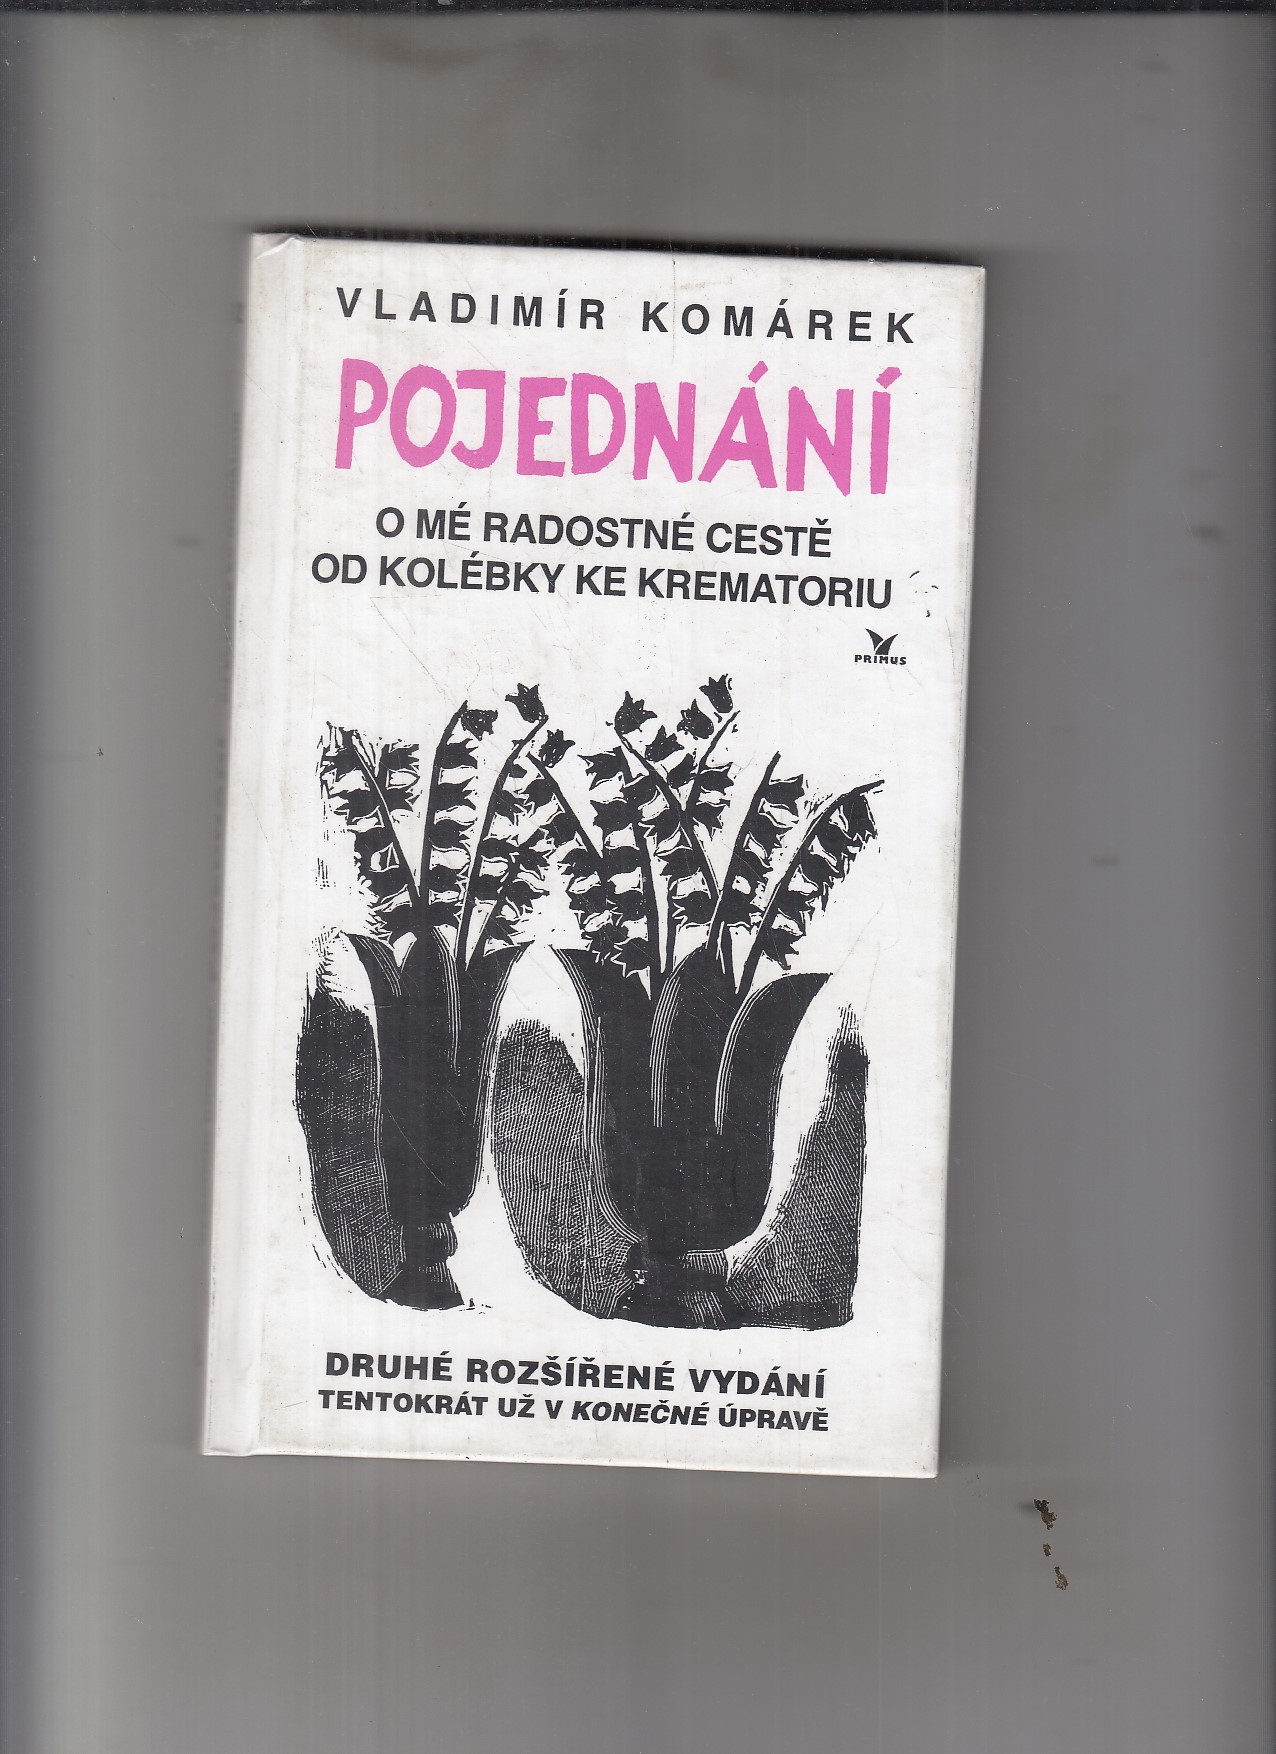 VLADIMÍR KOMÁREK
POJEDNÁNÍ
O MÉ RADOSTNÉ CESTĚ
OD KOLÉBKY KE KREMATORIU
PRIMUS
DRUHÉ ROZŠÍŘENÉ VYDÁNÍ
TENTOKRÁT UŽ V KONEČNÉ ÚPRAVĚ